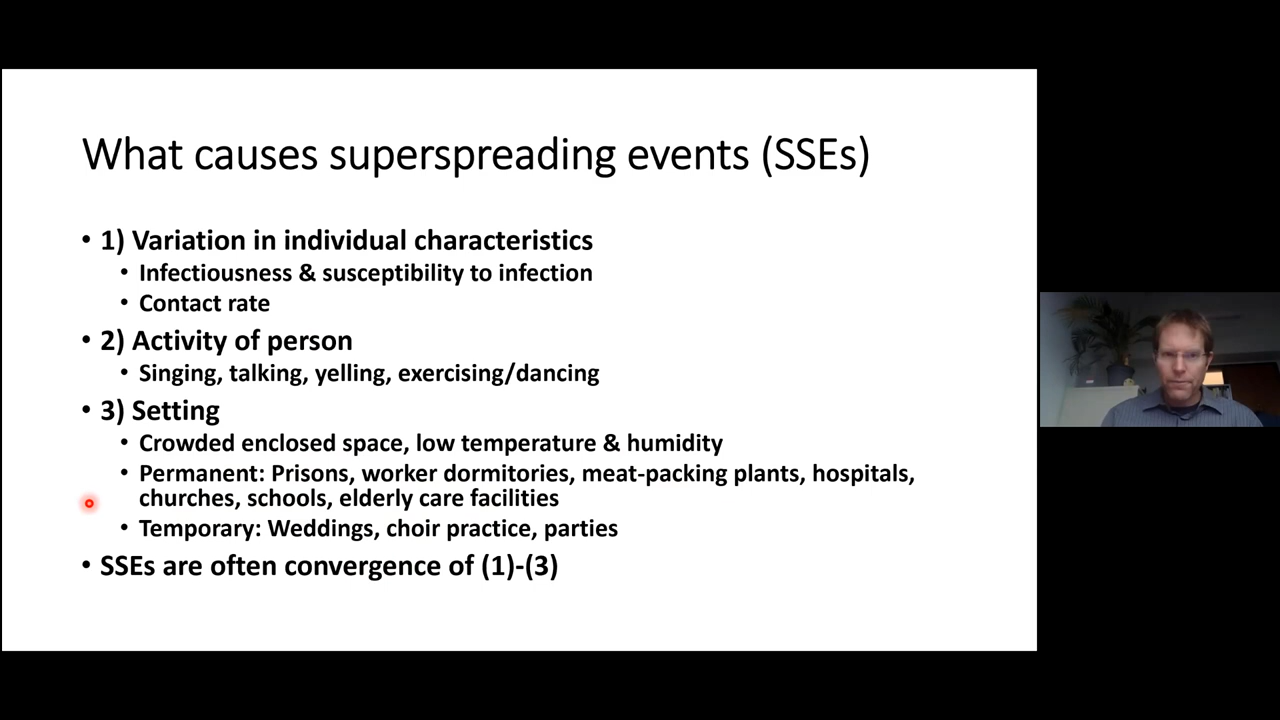 What causes superspreading events (SSEs)
• 1) Variation in individual characteristics
• Infectiousness & susceptibility to infection
• Contact rate
• 2) Activity of person
• Singing, talking, yelling, exercising/dancing
• 3) Setting
• Crowded enclosed space, low temperature & humidity
• Permanent: Prisons, worker dormitories, meat-packing plants, hospitals,
churches, schools, elderly care facilities
• Temporary: Weddings, choir practice, parties
• SSEs are often convergence of (1)-(3)